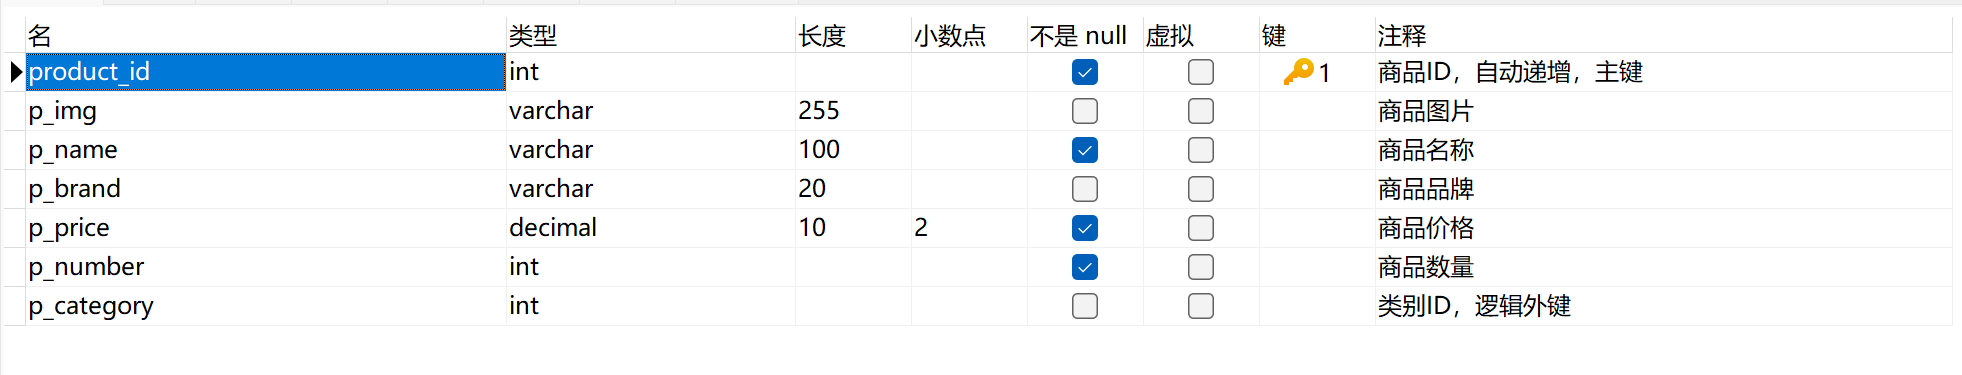 名 类型 长度 小数点 不是 null 虚拟 键 注释
product_id int 1 商品ID，自动递增，主键
p_img varchar 255 商品图片
p_name varchar 100 商品名称
p_brand varchar 20 商品品牌
p_price decimal 10 2 商品价格
p_number int 商品数量
p_category int 类别ID，逻辑外键